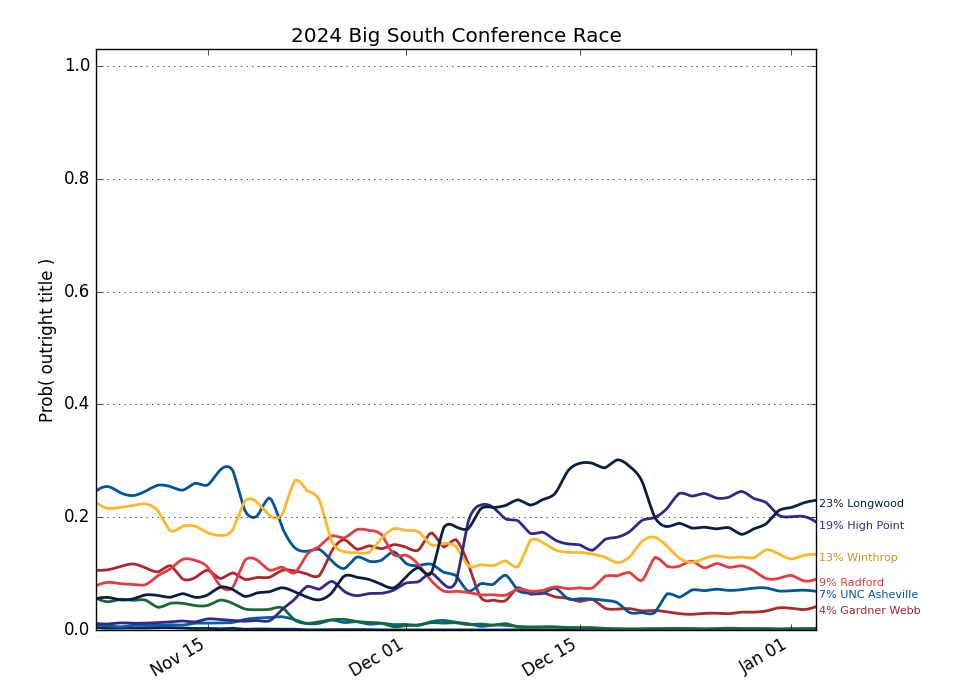 2024 Big South Conference Race
Prob( outright title )
1.0
0.8
0.6
0.4
0.2
0.0
Nov 15
Dec 01
Dec 15
Jan 01
23% Longwood
19% High Point
13% Winthrop
9% Radford
7% UNC Asheville
4% Gardner Webb